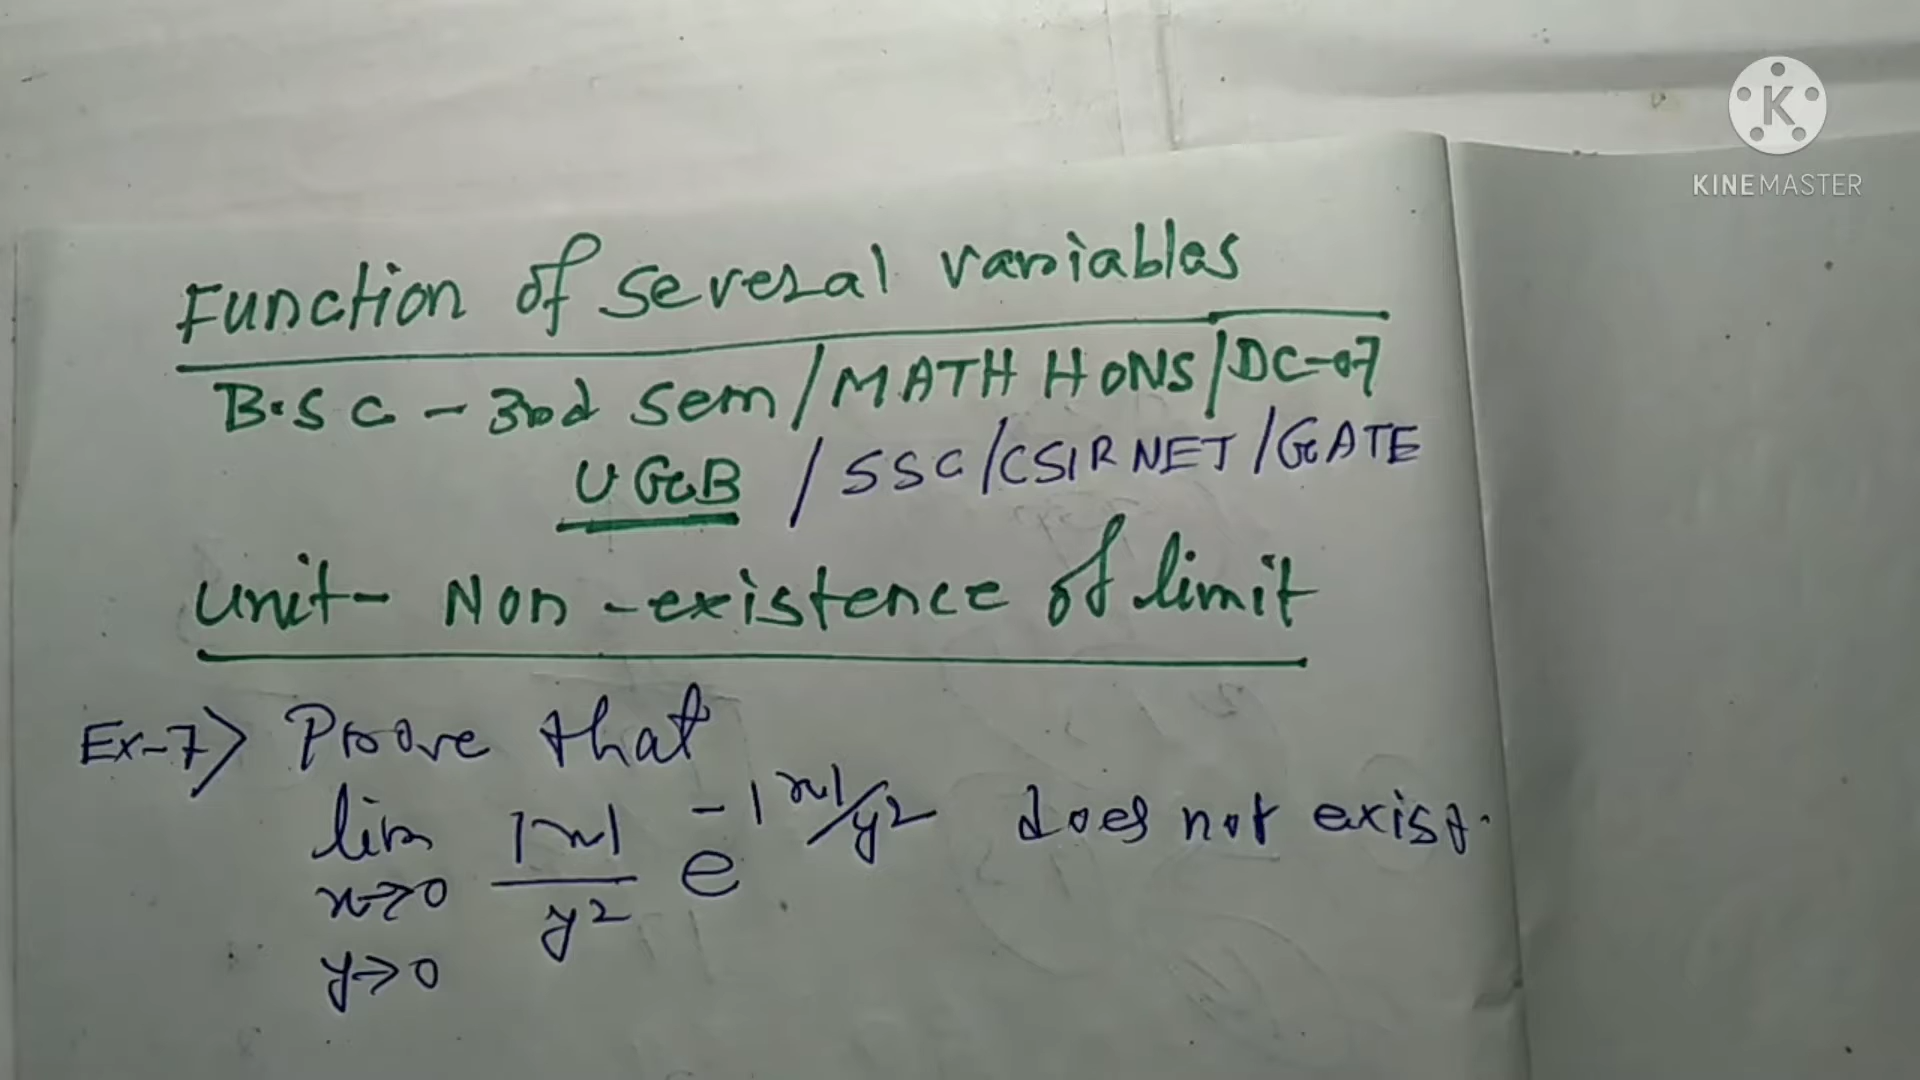 KINEMASTER
Function of several variables
B.SC - 3rd Sem / MATH HONS / DC-07
UGB / SSC / CSIR NET / GATE
Unit - Non-existence of limit
Ex-7> Prove that
lim x→0 y→0 |x|/y² e^(-|x|/y²) does not exist.